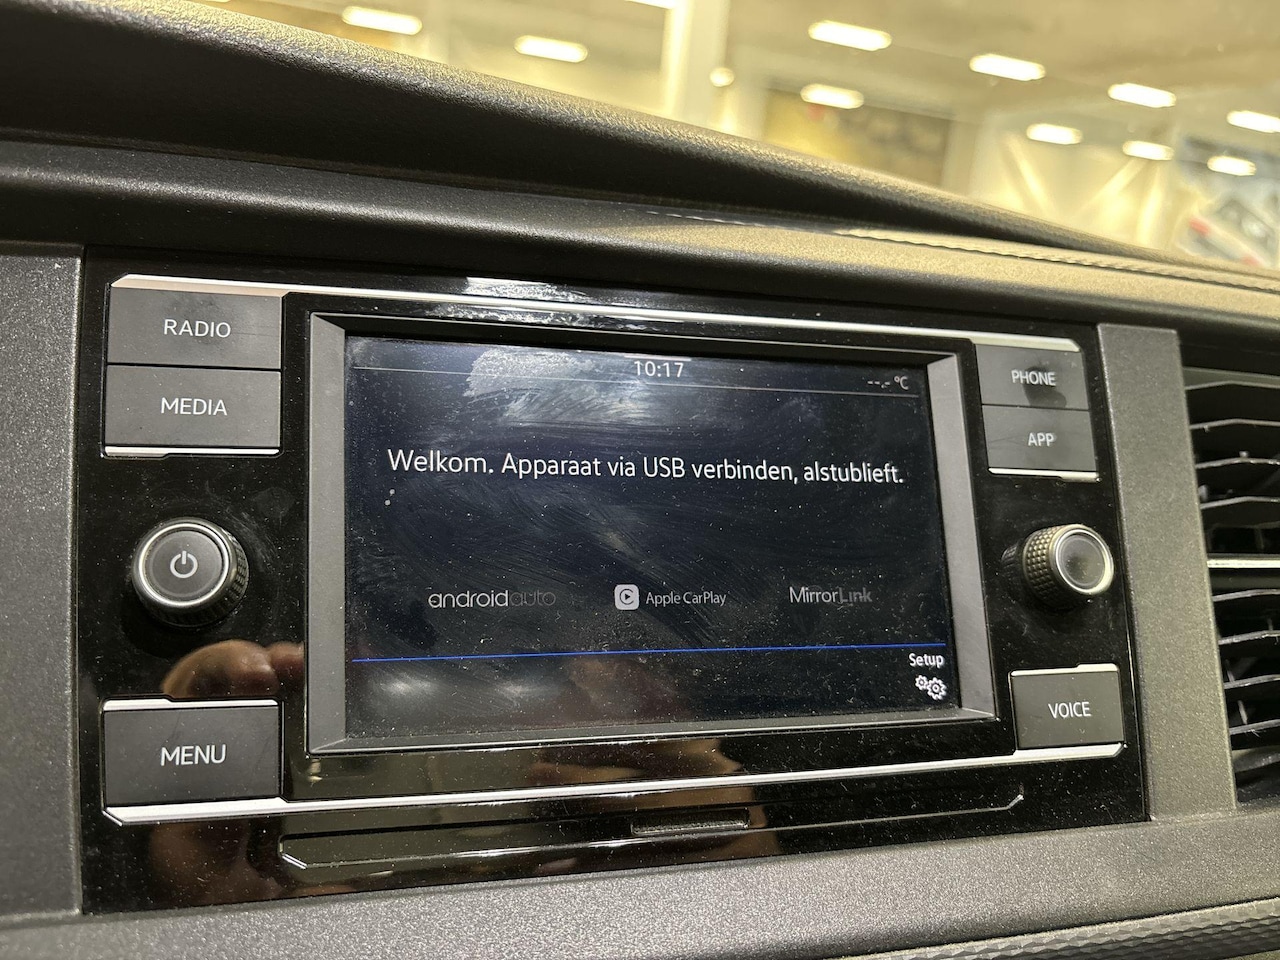 RADIO
MEDIA
MENU
10:17
--.- °C
Welkom. Apparaat via USB verbinden, alstublieft.
androidauto
Apple CarPlay
MirrorLink
Setup
PHONE
APP
VOICE